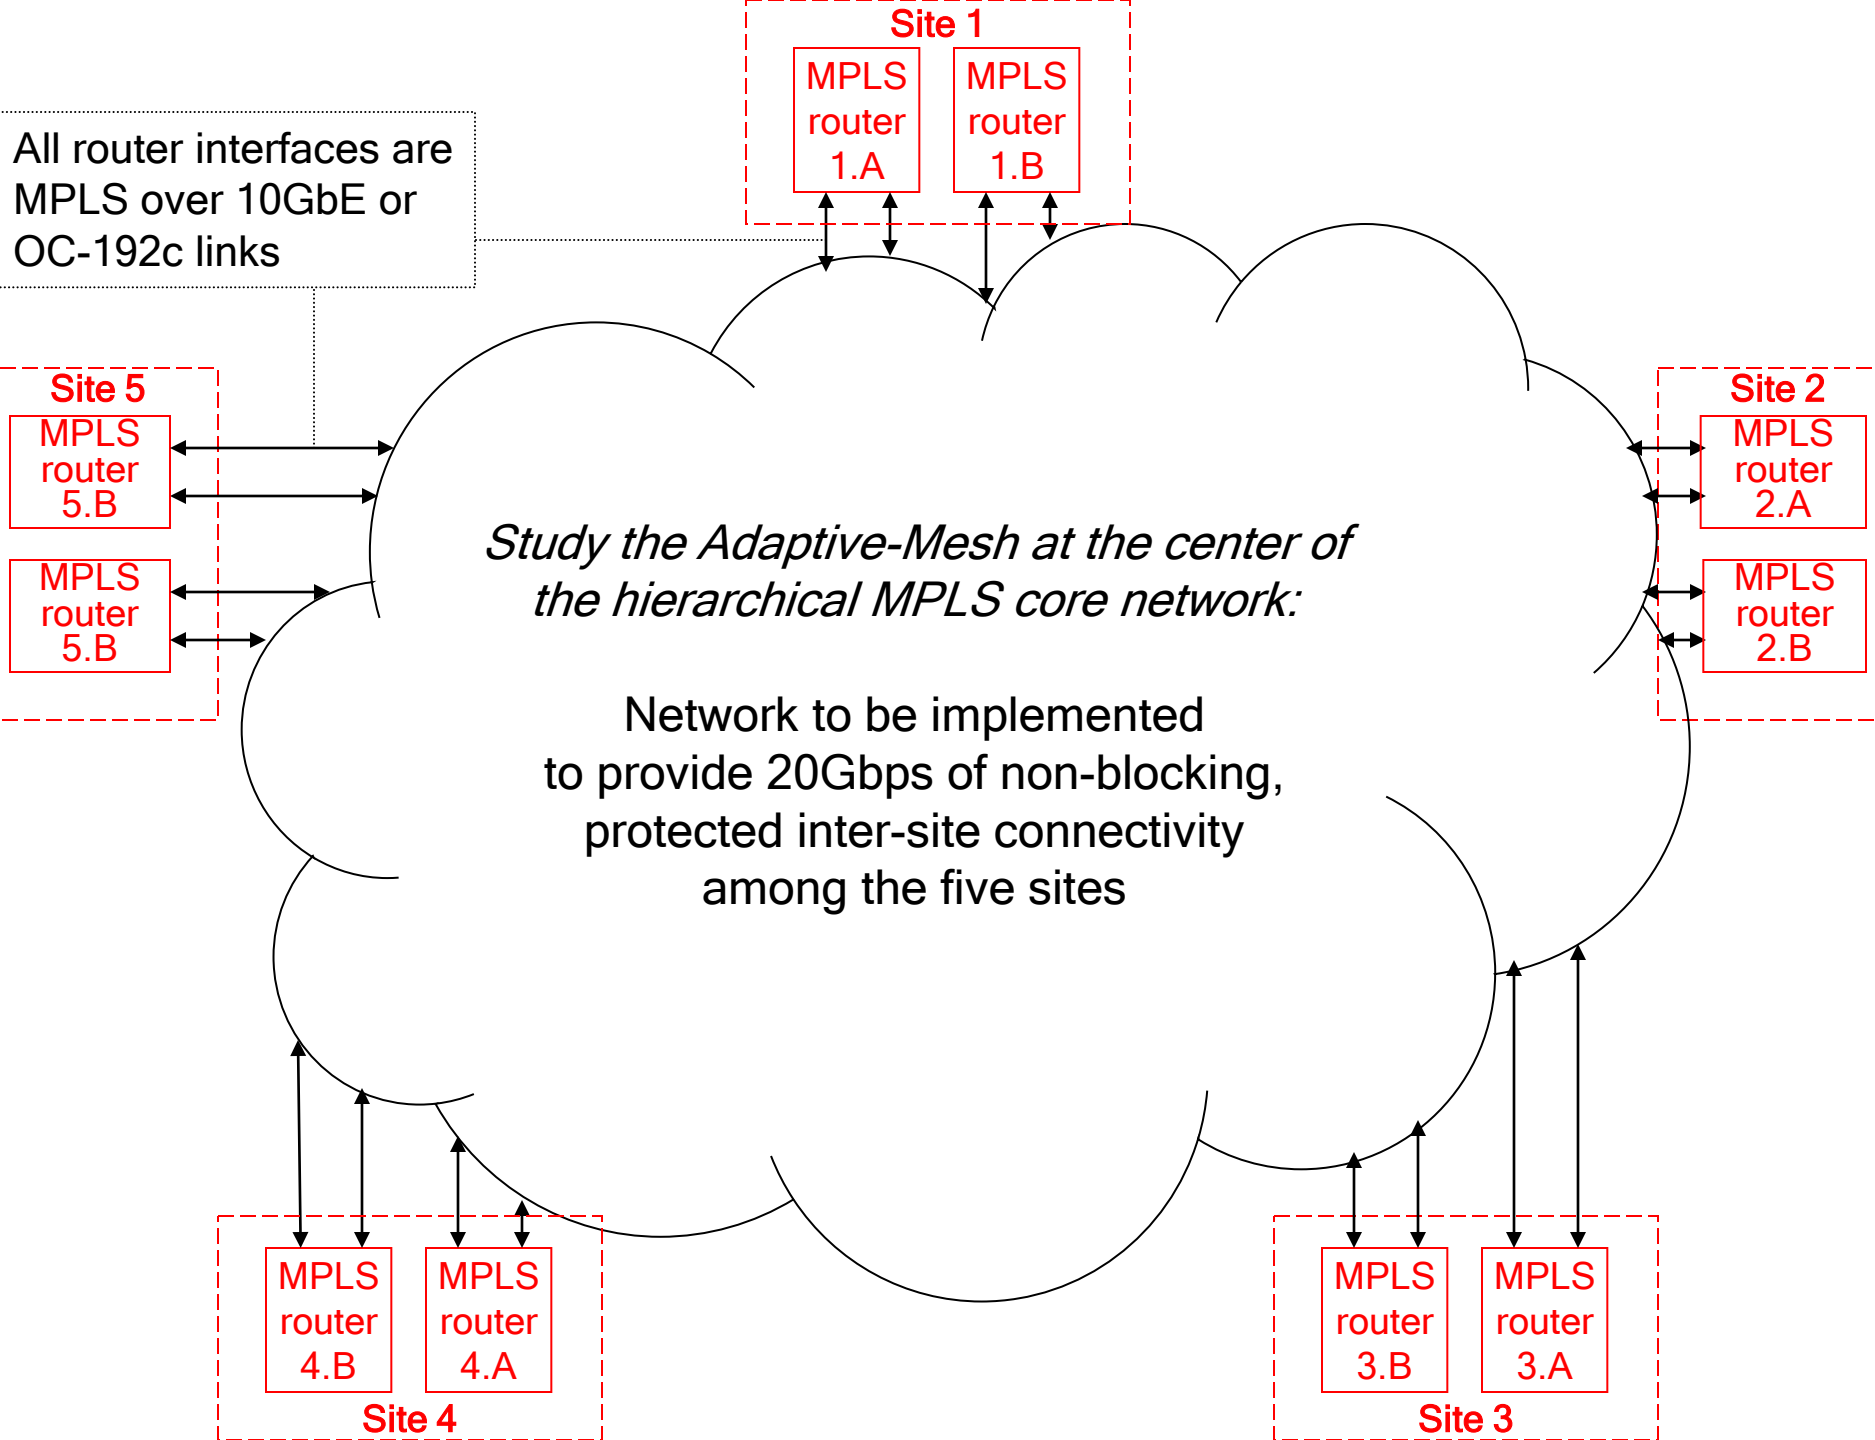 Site 1
MPLS
router
1.A
MPLS
router
1.B
All router interfaces are
MPLS over 10GbE or
OC-192c links
Site 5
MPLS
router
5.B
MPLS
router
5.B
Site 2
MPLS
router
2.A
MPLS
router
2.B
Study the Adaptive-Mesh at the center of
the hierarchical MPLS core network:
Network to be implemented
to provide 20Gbps of non-blocking,
protected inter-site connectivity
among the five sites
MPLS
router
4.B
MPLS
router
4.A
Site 4
MPLS
router
3.B
MPLS
router
3.A
Site 3